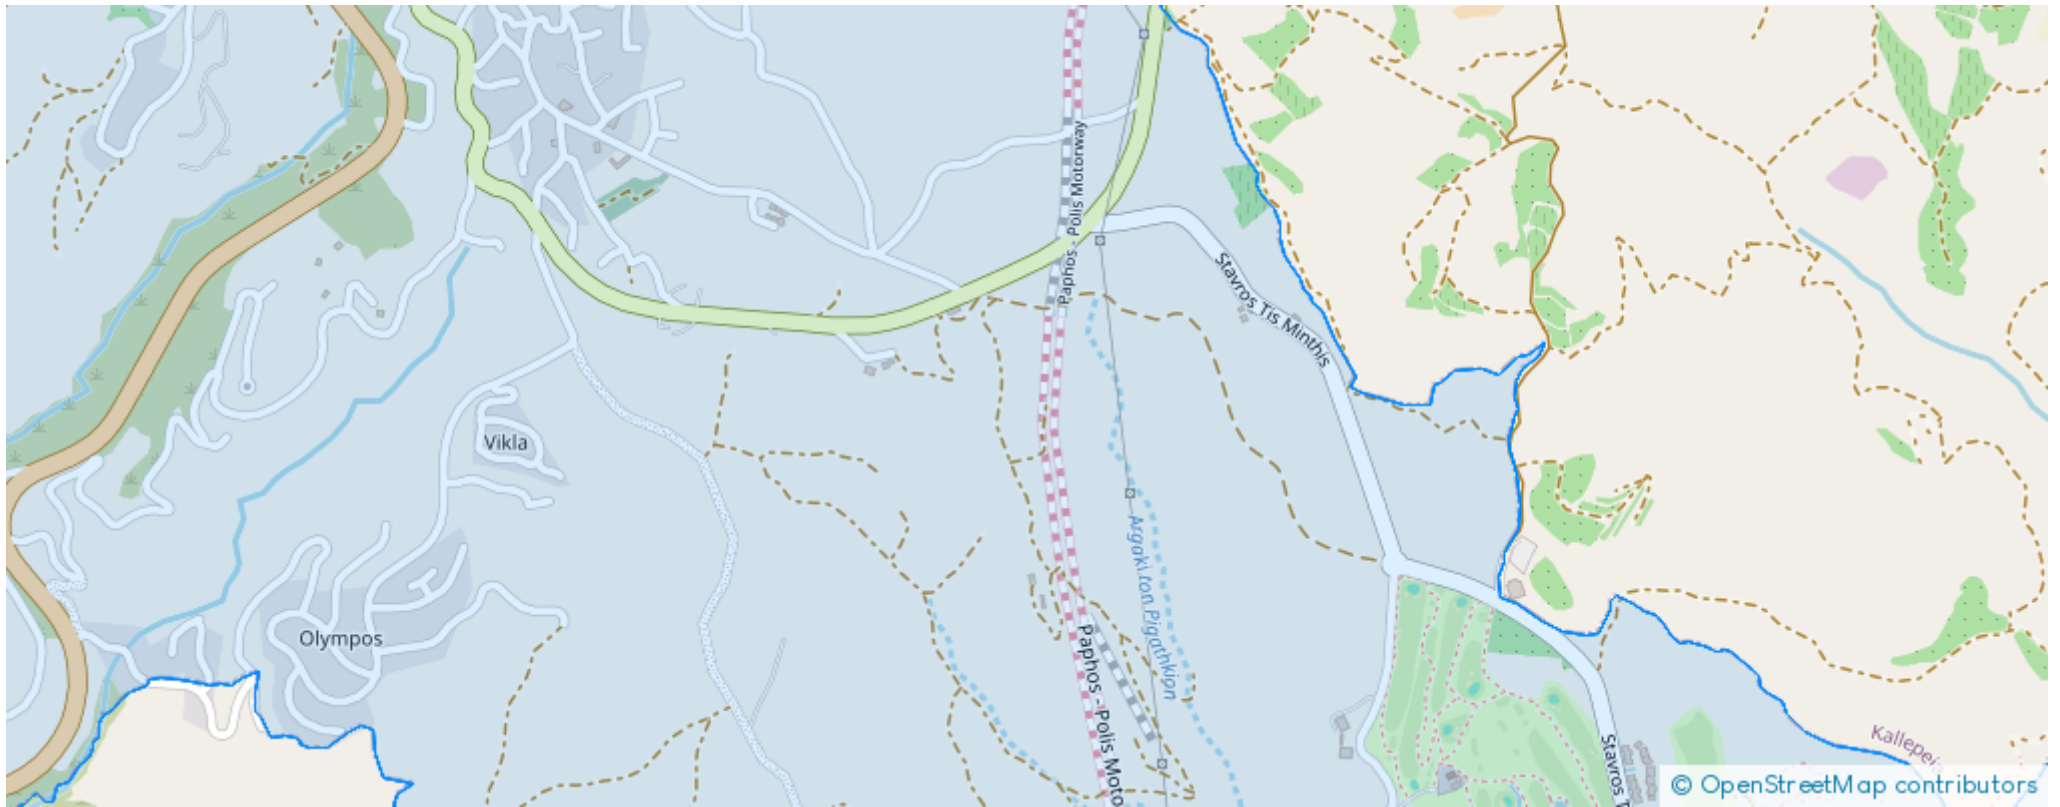 Paphos - Polis Motorway
Stavros Tis Minthis
Vikla
Argaki ton Pigathkion
Olympos
Paphos - Polis Moto
Kallepei
Stavros T
© OpenStreetMap contributors